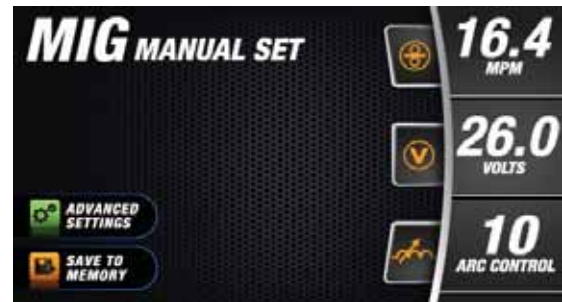 MIG MANUAL SET
16.4
MPM
V
26.0
VOLTS
ADVANCED
SETTINGS
10
ARC CONTROL
SAVE TO
MEMORY